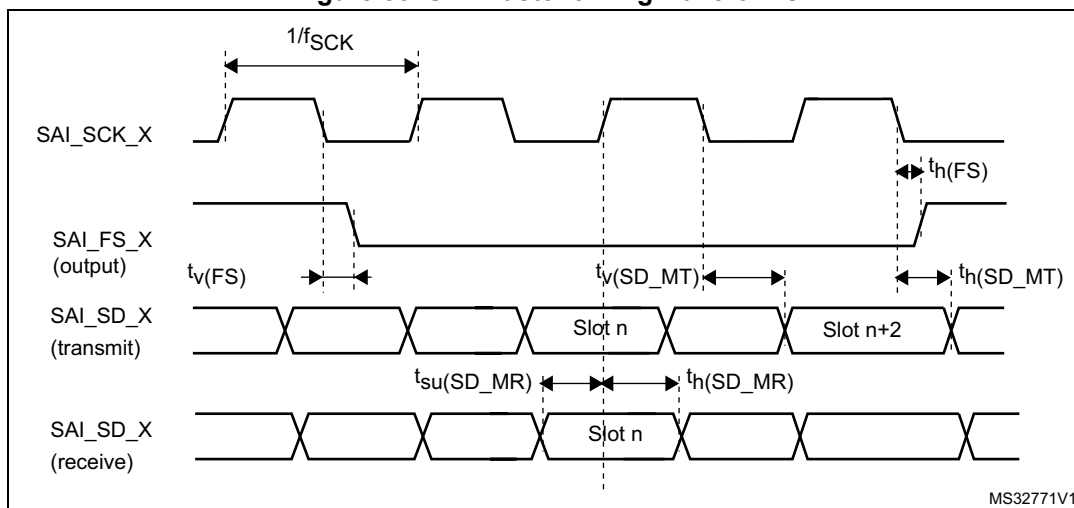 1/fSCK
SAI_SCK_X
th(FS)
SAI_FS_X
(output)
tv(FS)
tv(SD_MT)
th(SD_MT)
SAI_SD_X
(transmit)
Slot n
Slot n+2
tsu(SD_MR)
th(SD_MR)
SAI_SD_X
(receive)
Slot n
MS32771V1